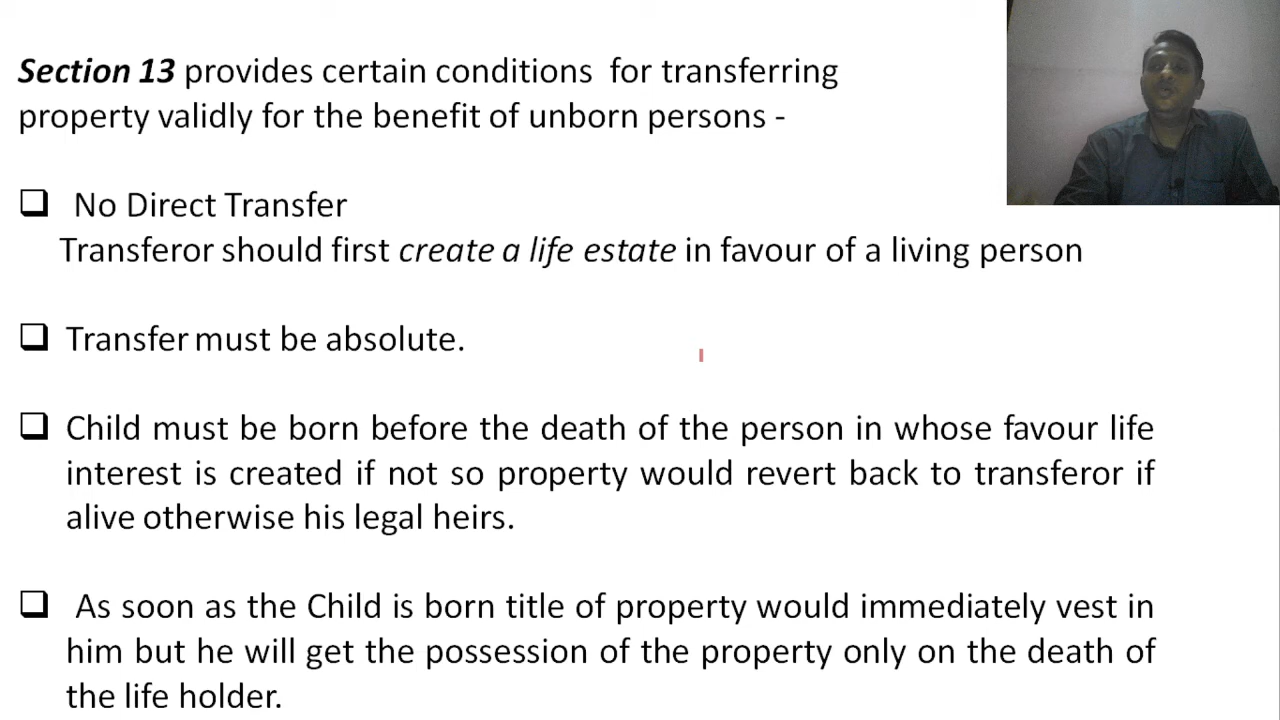 Section 13 provides certain conditions for transferring
property validly for the benefit of unborn persons -
No Direct Transfer
Transferor should first create a life estate in favour of a living person
Transfer must be absolute.
Child must be born before the death of the person in whose favour life
interest is created if not so property would revert back to transferor if
alive otherwise his legal heirs.
As soon as the Child is born title of property would immediately vest in
him but he will get the possession of the property only on the death of
the life holder.